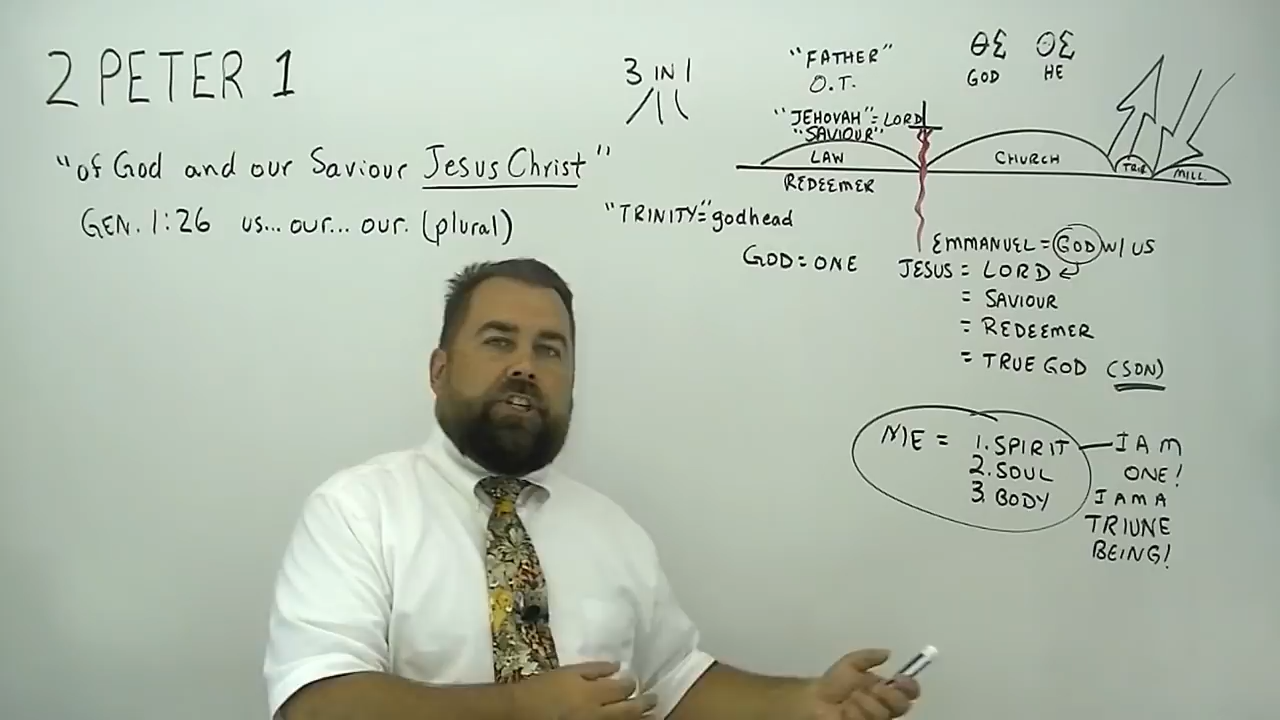 2 PETER 1
"of God and our Saviour Jesus Christ"
GEN. 1:26 us... our... our. (plural)
3 IN 1
"TRINITY="godhead
GOD = ONE
"FATHER"
O.T.
"JEHOVAH" = LORD
"SAVIOUR"
LAW
REDEEMER
ΘΣ ΟΣ
GOD HE
CHURCH
TRIB
MILL
EMMANUEL = GOD W/ US
JESUS = LORD
= SAVIOUR
= REDEEMER
= TRUE GOD (SON)
ME = 1. SPIRIT
2. SOUL
3. BODY
I AM
ONE!
I AM A
TRIUNE
BEING!